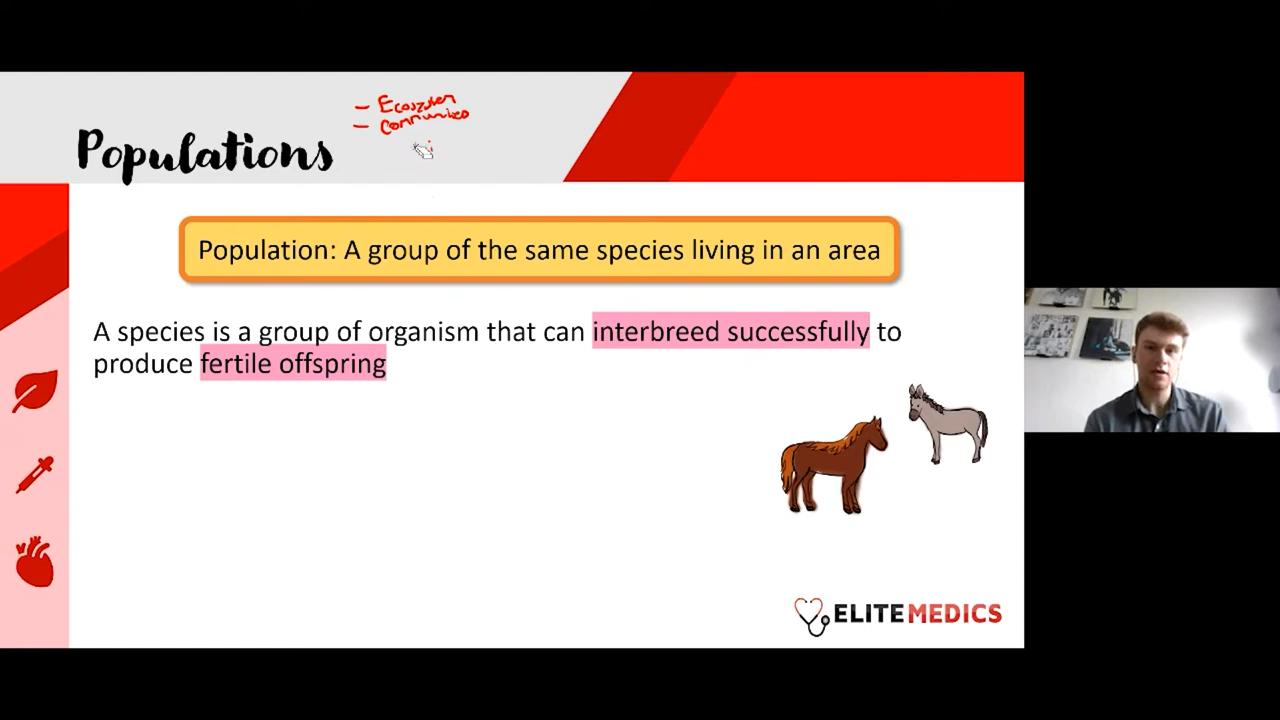 - Ecosystem
- Communities
Populations
Population: A group of the same species living in an area
A species is a group of organism that can interbreed successfully to
produce fertile offspring
ELITEMEDICS